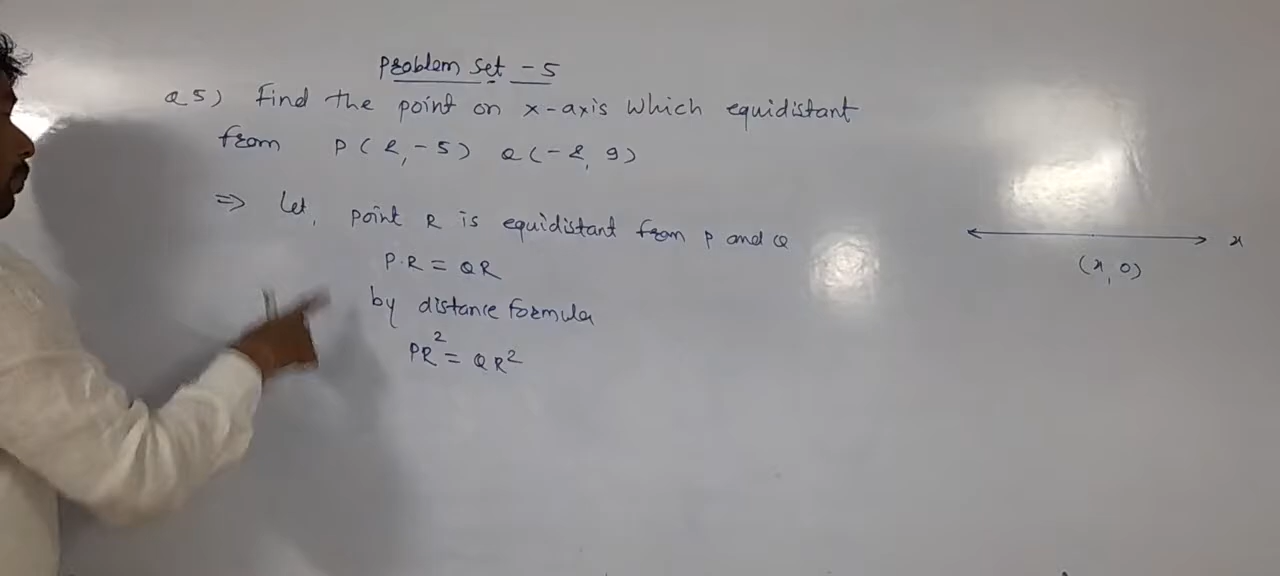 Problem set - 5
Q 5) Find the point on x-axis which equidistant
from P(2,-5) Q(-2,9)
⇒ Let, point R is equidistant from P and Q
P.R = QR
by distance formula
PR² = QR²
x
(x,0)